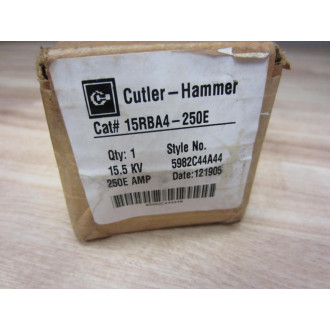 Cutler-Hammer
Cat# 15RBA4-250E
Qty: 1 Style No.
15.5 KV 5982C44A44
250E AMP Date: 121905